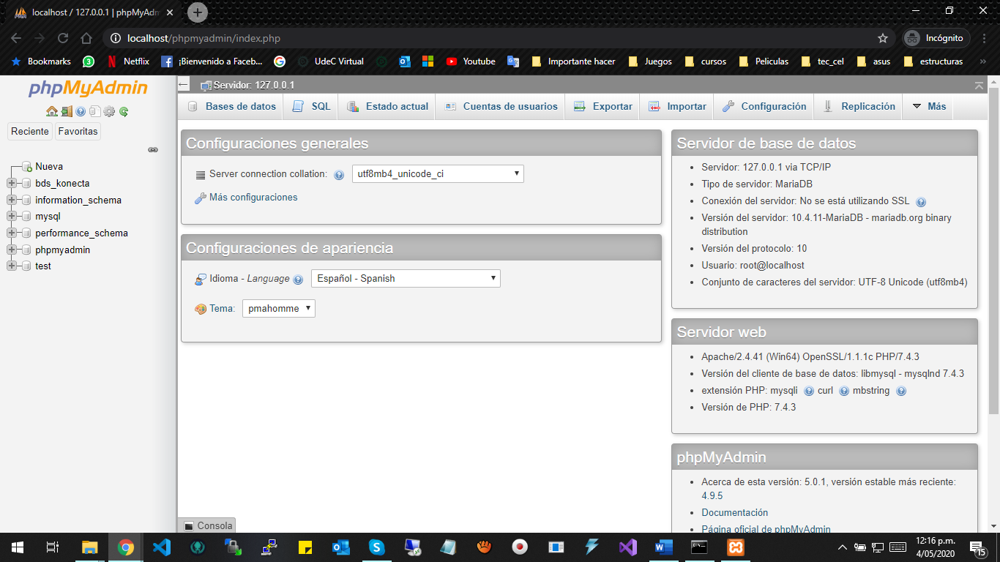 localhost / 127.0.0.1 | phpMyAdm
localhost/phpmyadmin/index.php
Incógnito
Bookmarks
3
Netflix
¡Bienvenido a Faceb...
UdeC Virtual
Youtube
Importante hacer
Juegos
cursos
Peliculas
tec_cel
asus
estructuras
»
phpMyAdmin
Reciente
Favoritas
Nueva
bds_konecta
information_schema
mysql
performance_schema
phpmyadmin
test
Servidor: 127.0.0.1
Bases de datos
SQL
Estado actual
Cuentas de usuarios
Exportar
Importar
Configuración
Replicación
Más
Configuraciones generales
Server connection collation:
utf8mb4_unicode_ci
Más configuraciones
Configuraciones de apariencia
Idioma - Language
Español - Spanish
Tema:
pmahomme
Servidor de base de datos
Servidor: 127.0.0.1 via TCP/IP
Tipo de servidor: MariaDB
Conexión del servidor: No se está utilizando SSL
Versión del servidor: 10.4.11-MariaDB - mariadb.org binary
distribution
Versión del protocolo: 10
Usuario: root@localhost
Conjunto de caracteres del servidor: UTF-8 Unicode (utf8mb4)
Servidor web
Apache/2.4.41 (Win64) OpenSSL/1.1.1c PHP/7.4.3
Versión del cliente de base de datos: libmysql - mysqlnd 7.4.3
extensión PHP: mysqli curl mbstring
Versión de PHP: 7.4.3
phpMyAdmin
Acerca de esta versión: 5.0.1, versión estable más reciente:
4.9.5
Documentación
Página oficial de phpMyAdmin
Consola
12:16 p.m.
4/05/2020
15